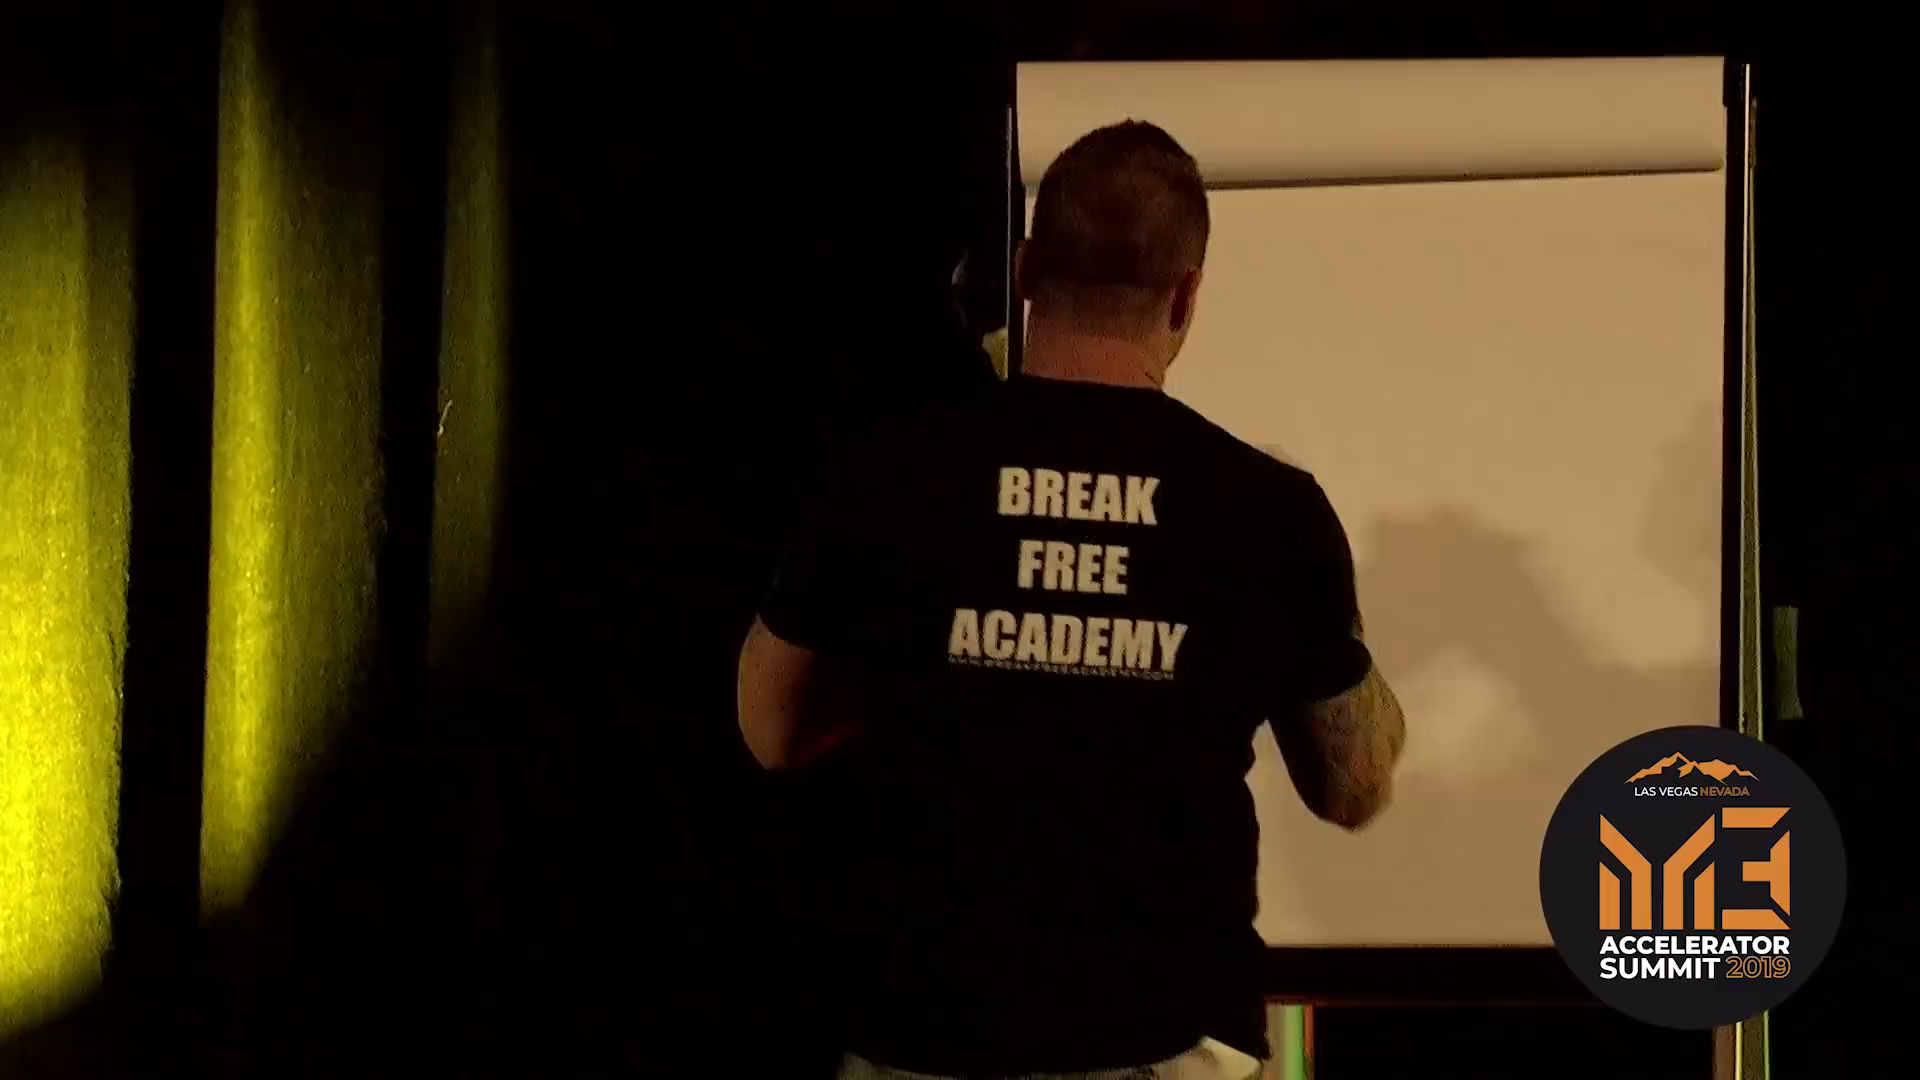 BREAK
FREE
ACADEMY
LAS VEGAS NEVADA
ACCELERATOR
SUMMIT 2019